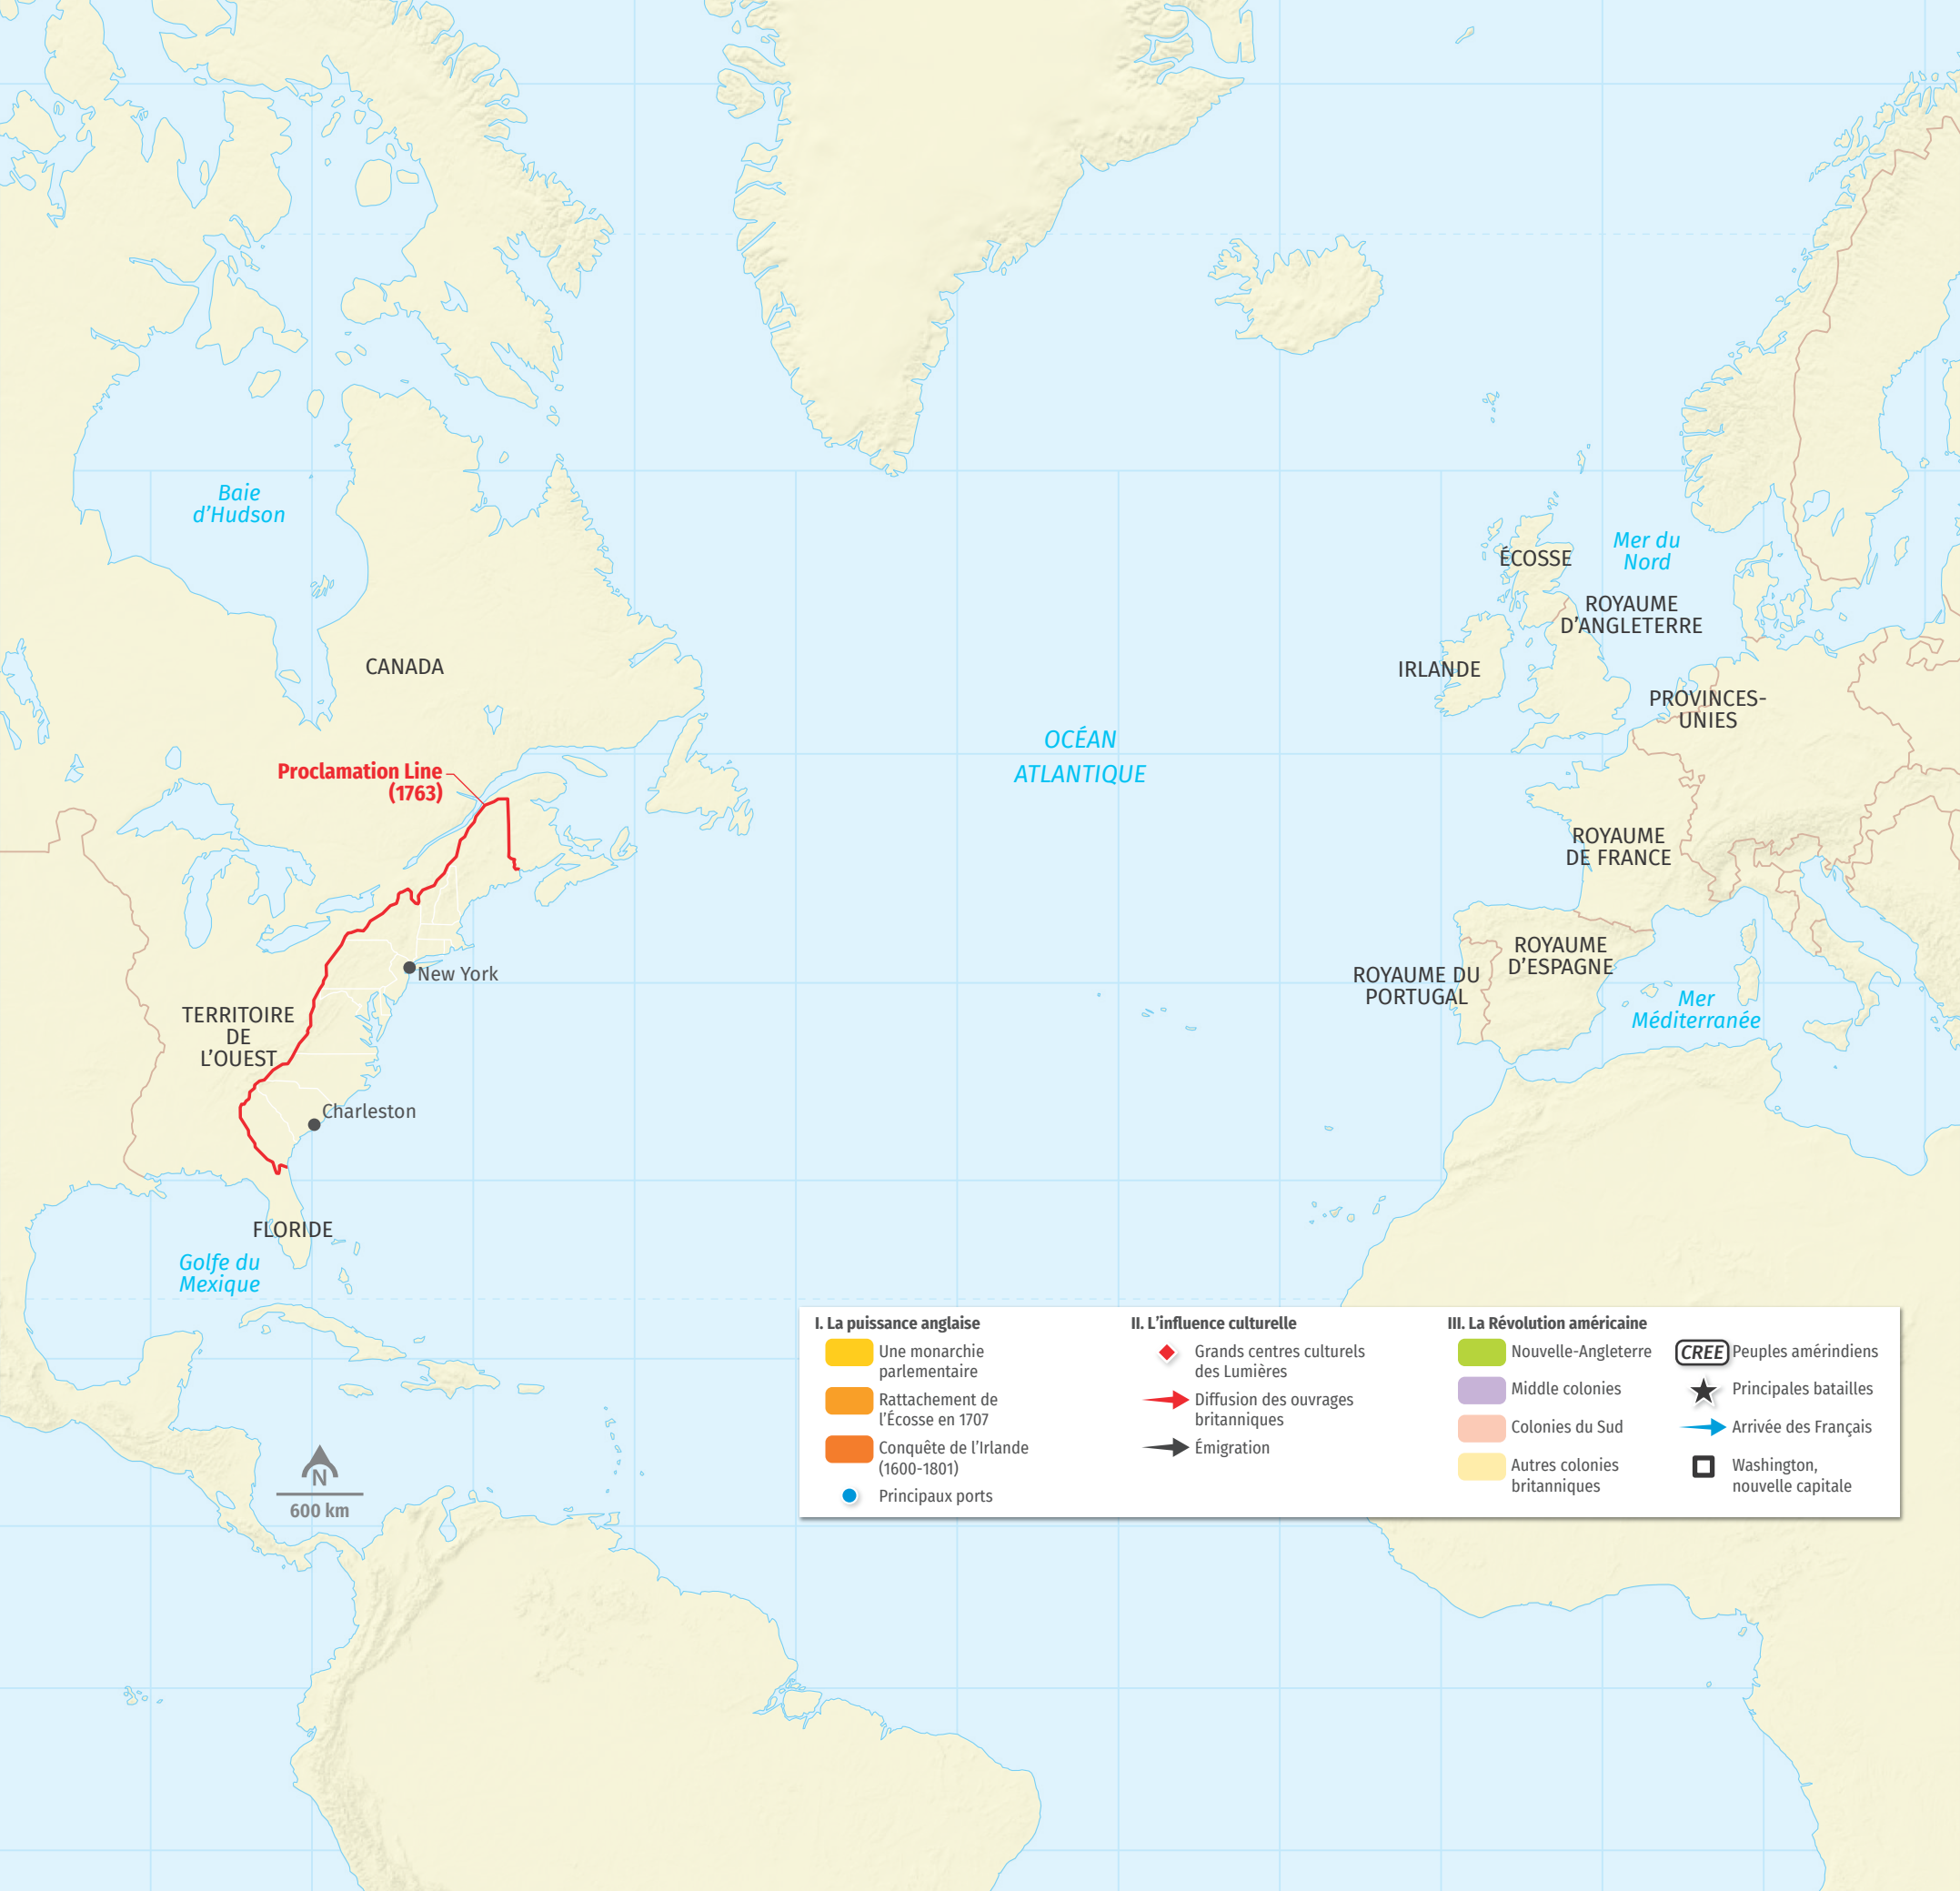 Baie
d'Hudson
CANADA
Proclamation Line
(1763)
New York
TERRITOIRE
DE
L'OUEST
Charleston
FLORIDE
Golfe du
Mexique
OCÉAN
ATLANTIQUE
ÉCOSSE
Mer du
Nord
ROYAUME
D'ANGLETERRE
IRLANDE
PROVINCES-
UNIES
ROYAUME
DE FRANCE
ROYAUME
D'ESPAGNE
ROYAUME DU
PORTUGAL
Mer
Méditerranée
N
600 km
I. La puissance anglaise
Une monarchie
parlementaire
Rattachement de
l'Écosse en 1707
Conquête de l'Irlande
(1600-1801)
Principaux ports
II. L'influence culturelle
Grands centres culturels
des Lumières
Diffusion des ouvrages
britanniques
Émigration
III. La Révolution américaine
Nouvelle-Angleterre
Middle colonies
Colonies du Sud
Autres colonies
britanniques
CREE Peuples amérindiens
Principales batailles
Arrivée des Français
Washington,
nouvelle capitale